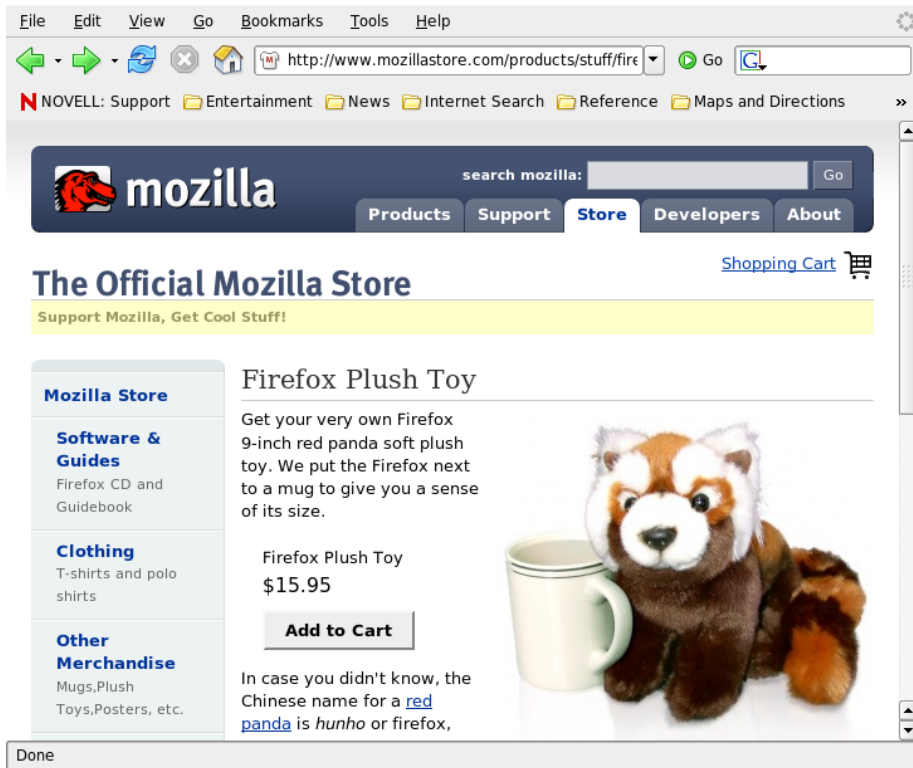 File Edit View Go Bookmarks Tools Help
http://www.mozillastore.com/products/stuff/fire Go G
N NOVELL: Support Entertainment News Internet Search Reference Maps and Directions »
mozilla
search mozilla: Go
Products Support Store Developers About
Shopping Cart
The Official Mozilla Store
Support Mozilla, Get Cool Stuff!
Mozilla Store
Software &
Guides
Firefox CD and
Guidebook
Clothing
T-shirts and polo
shirts
Other
Merchandise
Mugs,Plush
Toys,Posters, etc.
Firefox Plush Toy
Get your very own Firefox
9-inch red panda soft plush
toy. We put the Firefox next
to a mug to give you a sense
of its size.
Firefox Plush Toy
$15.95
Add to Cart
In case you didn't know, the
Chinese name for a red
panda is hunho or firefox,
Done